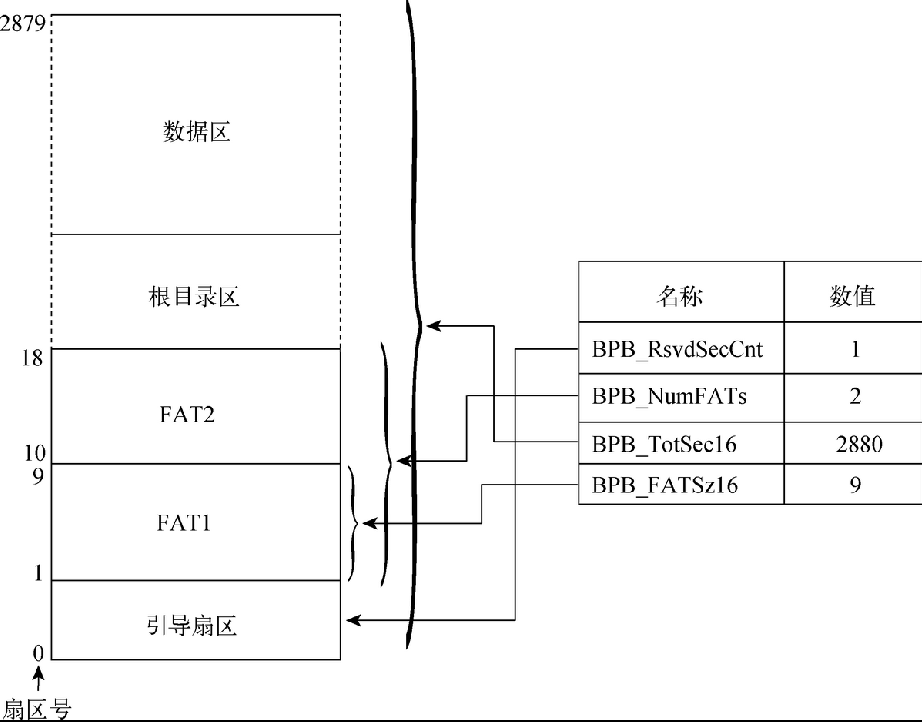 2879
数据区
根目录区
18
FAT2
10
9
FAT1
1
引导扇区
0
扇区号
名称 数值
BPB_RsvdSecCnt 1
BPB_NumFATs 2
BPB_TotSec16 2880
BPB_FATSz16 9